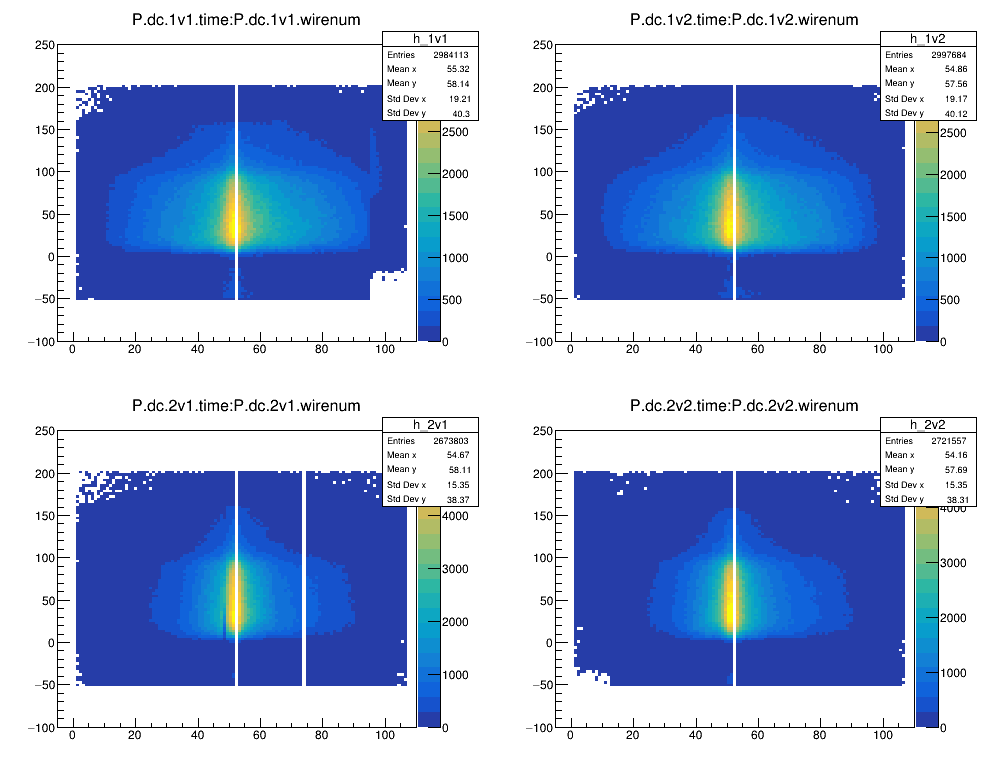 P.dc.1v1.time:P.dc.1v1.wirenum
h_1v1
Entries 2984113
Mean x 55.32
Mean y 58.14
Std Dev x 19.21
Std Dev y 40.3
250
200
150
100
50
0
−50
−100
0 20 40 60 80 100
2500
2000
1500
1000
500
0
P.dc.1v2.time:P.dc.1v2.wirenum
h_1v2
Entries 2997684
Mean x 54.86
Mean y 57.56
Std Dev x 19.17
Std Dev y 40.12
250
200
150
100
50
0
−50
−100
0 20 40 60 80 100
2500
2000
1500
1000
500
0
P.dc.2v1.time:P.dc.2v1.wirenum
h_2v1
Entries 2673803
Mean x 54.67
Mean y 58.11
Std Dev x 15.35
Std Dev y 38.37
250
200
150
100
50
0
−50
−100
0 20 40 60 80 100
4000
3000
2000
1000
0
P.dc.2v2.time:P.dc.2v2.wirenum
h_2v2
Entries 2721557
Mean x 54.16
Mean y 57.69
Std Dev x 15.35
Std Dev y 38.31
250
200
150
100
50
0
−50
−100
0 20 40 60 80 100
4000
3000
2000
1000
0